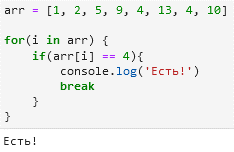 arr = [1, 2, 5, 9, 4, 13, 4, 10]
for(i in arr) {
    if(arr[i] == 4){
        console.log('Есть!')
        break
    }
}
Есть!